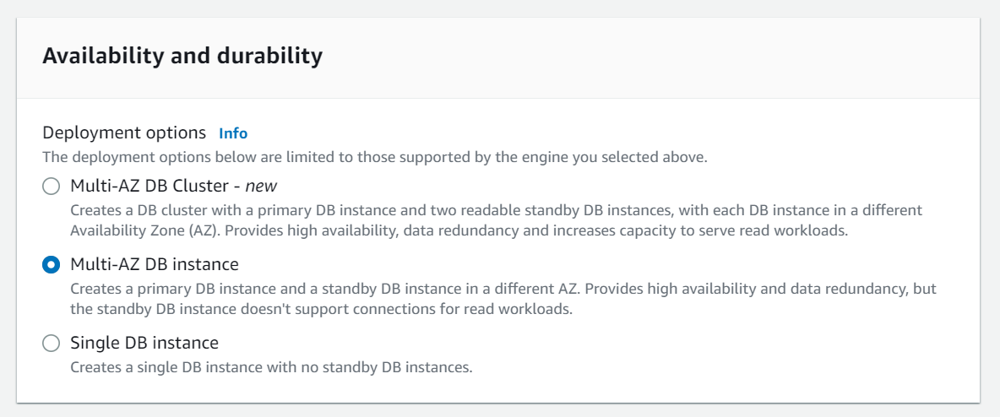 Availability and durability
Deployment options Info
The deployment options below are limited to those supported by the engine you selected above.
Multi-AZ DB Cluster - new
Creates a DB cluster with a primary DB instance and two readable standby DB instances, with each DB instance in a different
Availability Zone (AZ). Provides high availability, data redundancy and increases capacity to serve read workloads.
Multi-AZ DB instance
Creates a primary DB instance and a standby DB instance in a different AZ. Provides high availability and data redundancy, but
the standby DB instance doesn't support connections for read workloads.
Single DB instance
Creates a single DB instance with no standby DB instances.